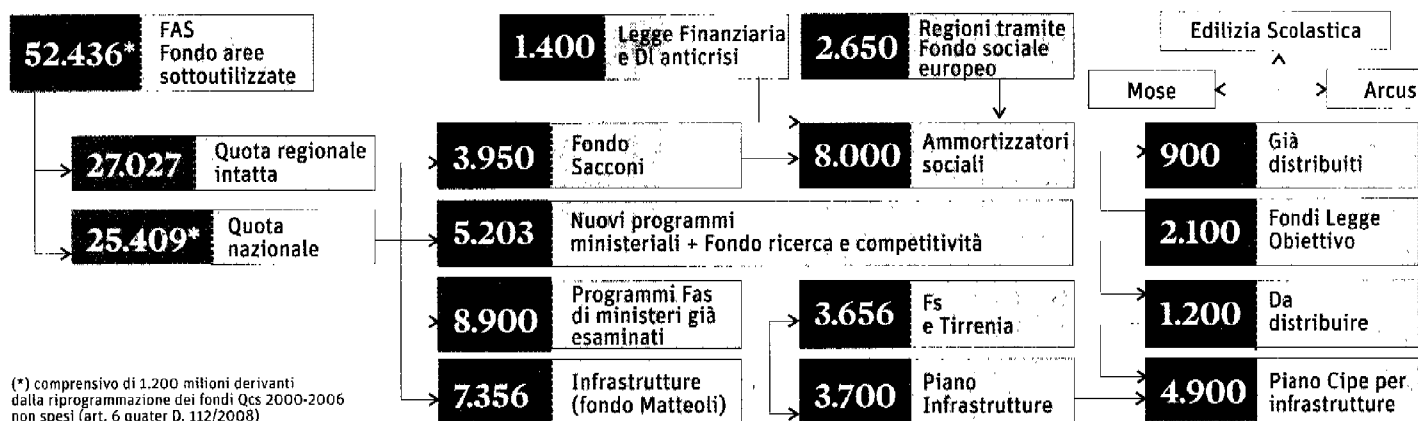 52.436*
FAS
Fondo aree
sottoutilizzate
1.400
Legge Finanziaria
e Dl anticrisi
2.650
Regioni tramite
Fondo sociale
europeo
Edilizia Scolastica
Mose
Arcus
27.027
Quota regionale
intatta
3.950
Fondo
Sacconi
8.000
Ammortizzatori
sociali
900
Già
distribuiti
25.409*
Quota
nazionale
5.203
Nuovi programmi
ministeriali + Fondo ricerca e competitività
2.100
Fondi Legge
Obiettivo
8.900
Programmi Fas
di ministeri già
esaminati
3.656
Fs
e Tirrenia
1.200
Da
distribuire
(*) comprensivo di 1.200 milioni derivanti
dalla riprogrammazione dei fondi Qcs 2000-2006
non spesi (art. 6 quater D. 112/2008)
7.356
Infrastrutture
(fondo Matteoli)
3.700
Piano
Infrastrutture
4.900
Piano Cipe per
infrastrutture